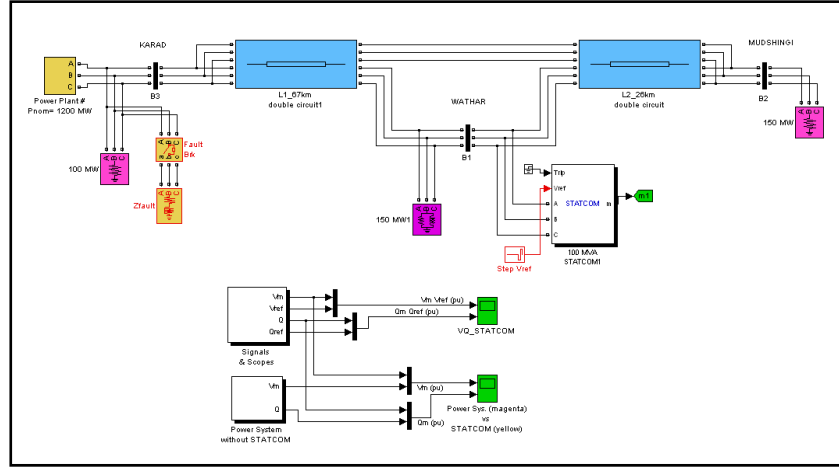 KARAD
MUDSHINGI
A
B
C
B3
L1_67km
double circuit1
L2_26km
double circuit
B2
Power Plant #
Pnom= 1200 MW
WATHAR
B1
A B C
100 MW
Fault
Brk
A B C
a b c
A B C
Zfault
A B C
150 MW
A B C
150 MW1
Trip
Vref
A
B
C
STATCOM
m
m1
100 MVA
STATCOM1
Step Vref
Vm
Vref
Q
Qref
Signals
& Scopes
Vm Vref (pu)
Qm Qref (pu)
VQ_STATCOM
Vm
Q
Power System
without STATCOM
Vm (pu)
Qm (pu)
Power Sys. (magenta)
vs
STATCOM (yellow)